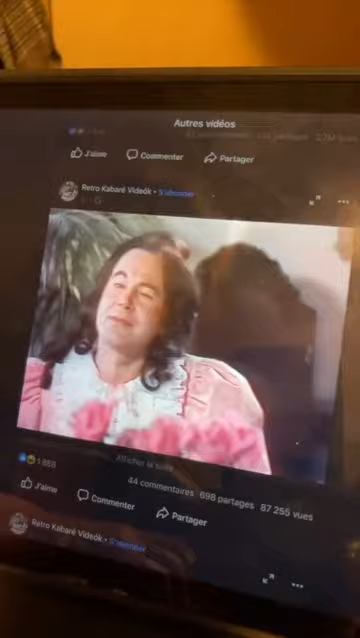 Autres vidéos
J'aime
Commenter
Partager
Retro Kabaré Videók • S'abonner
Afficher la suite
1 888
44 commentaires 698 partages 87 255 vues
J'aime
Commenter
Partager
Retro Kabaré Videók • S'abonner